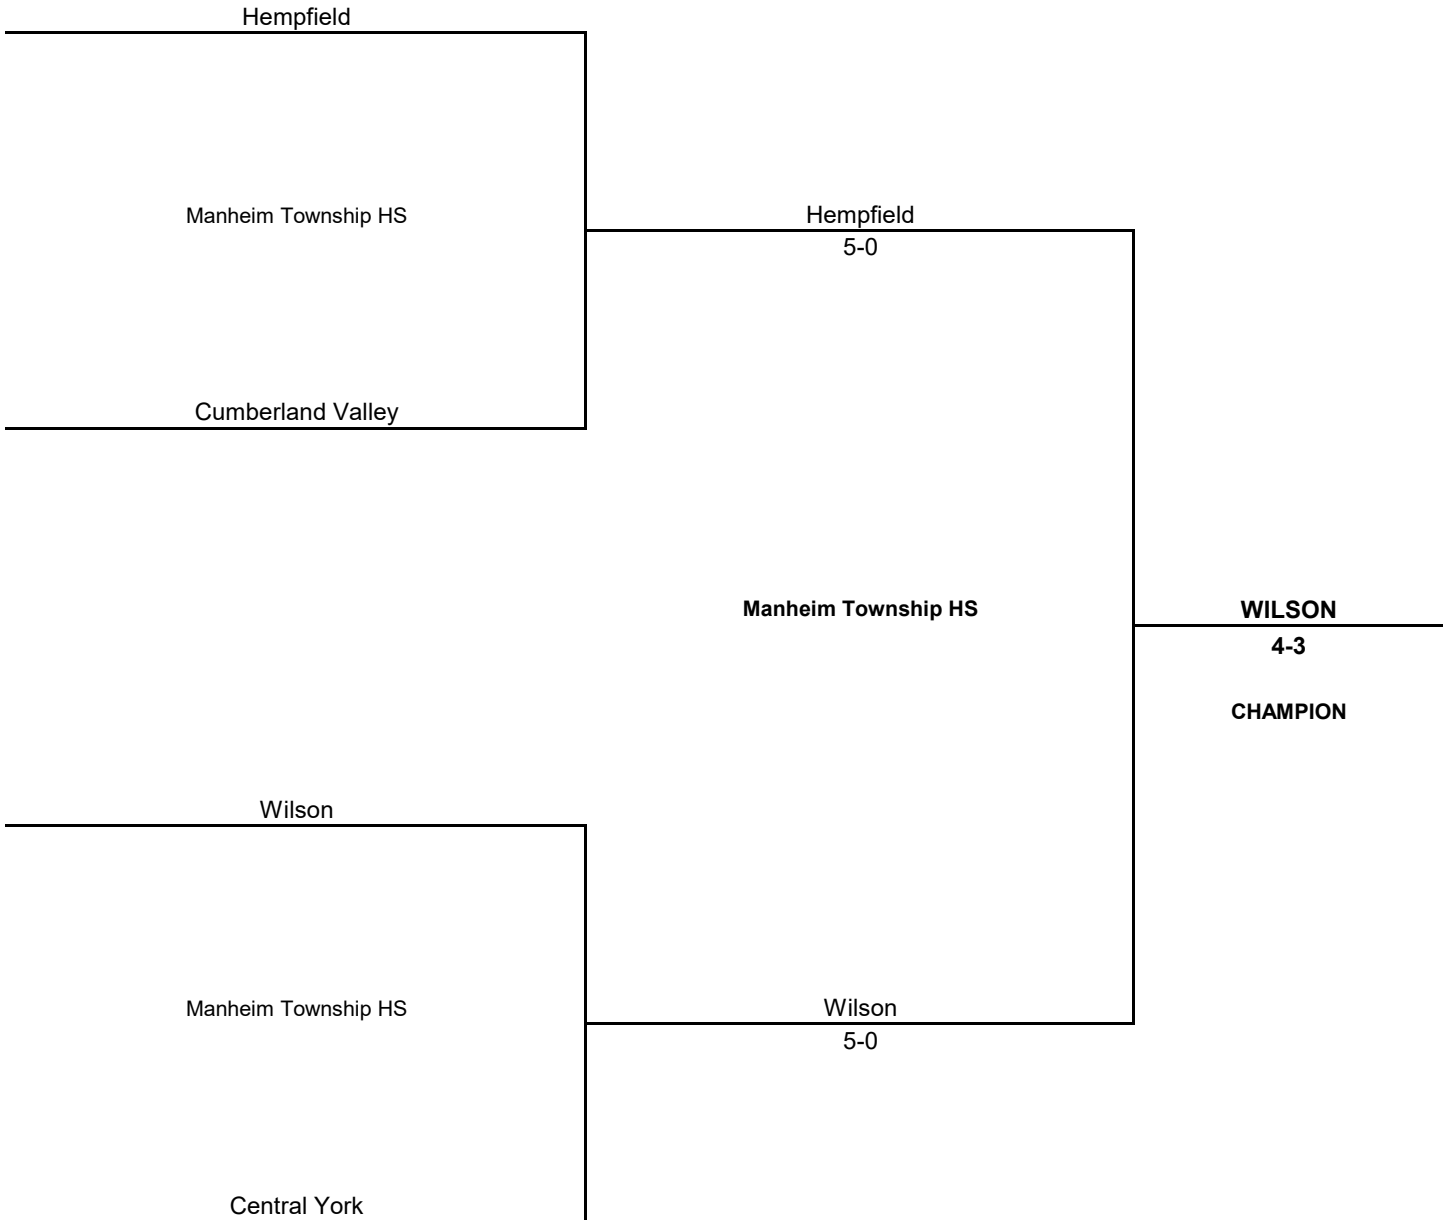 Hempfield
Manheim Township HS
Hempfield
5-0
Cumberland Valley
Manheim Township HS
WILSON
4-3
CHAMPION
Wilson
Manheim Township HS
Wilson
5-0
Central York